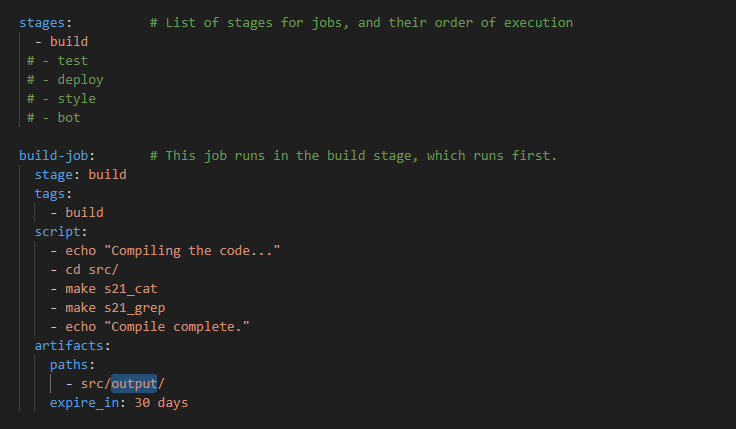 stages:          # List of stages for jobs, and their order of execution
  - build
 # - test
 # - deploy
 # - style
 # - bot
build-job:       # This job runs in the build stage, which runs first.
  stage: build
  tags:
    - build
  script:
    - echo "Compiling the code..."
    - cd src/
    - make s21_cat
    - make s21_grep
    - echo "Compile complete."
  artifacts:
    paths:
      - src/output/
    expire_in: 30 days